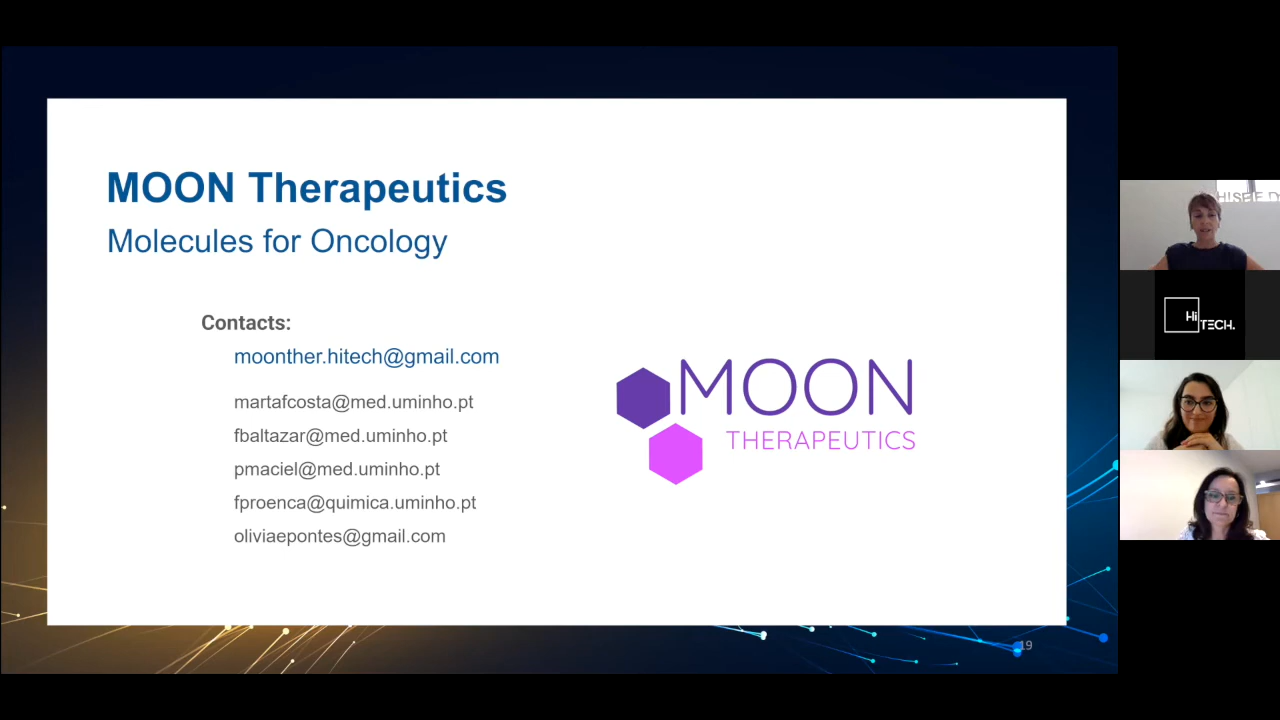 MOON Therapeutics
Molecules for Oncology
Contacts:
moonther.hitech@gmail.com
martafcosta@med.uminho.pt
fbaltazar@med.uminho.pt
pmaciel@med.uminho.pt
fproenca@quimica.uminho.pt
oliviaepontes@gmail.com
MOON
THERAPEUTICS
19
Hi
TECH.